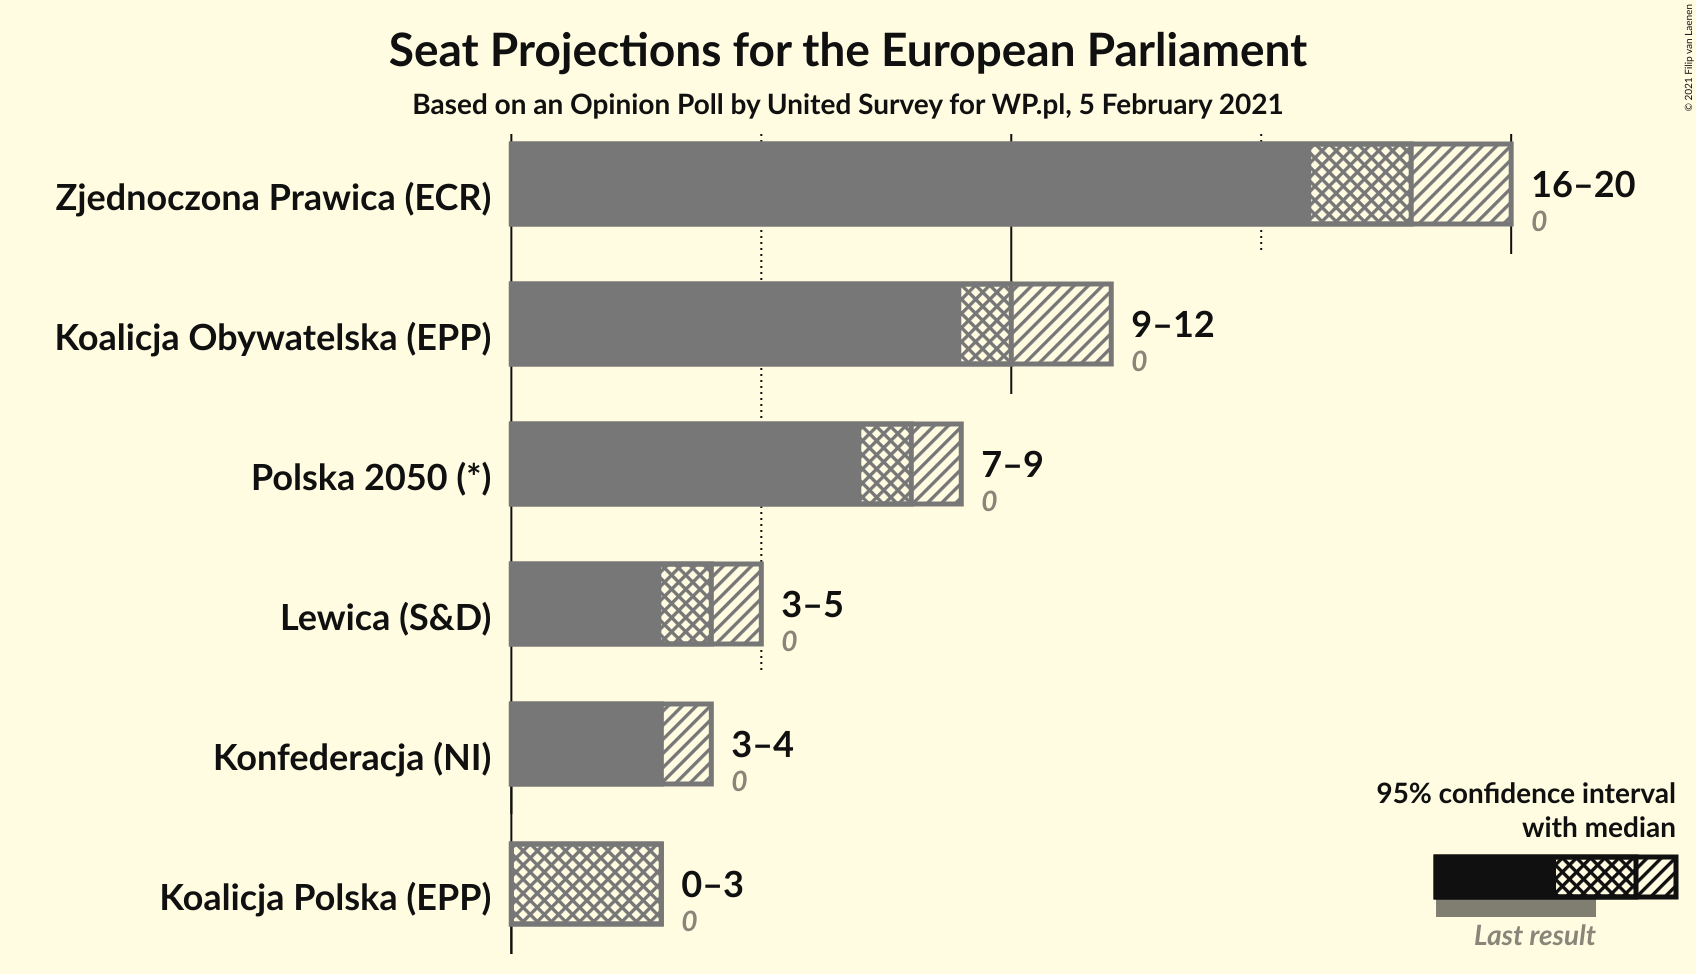 Seat Projections for the European Parliament
Based on an Opinion Poll by United Survey for WP.pl, 5 February 2021
© 2021 Filip van Laenen
Zjednoczona Prawica (ECR)
16–20
0
Koalicja Obywatelska (EPP)
9–12
0
Polska 2050 (*)
7–9
0
Lewica (S&D)
3–5
0
Konfederacja (NI)
3–4
0
Koalicja Polska (EPP)
0–3
0
95% confidence interval
with median
Last result